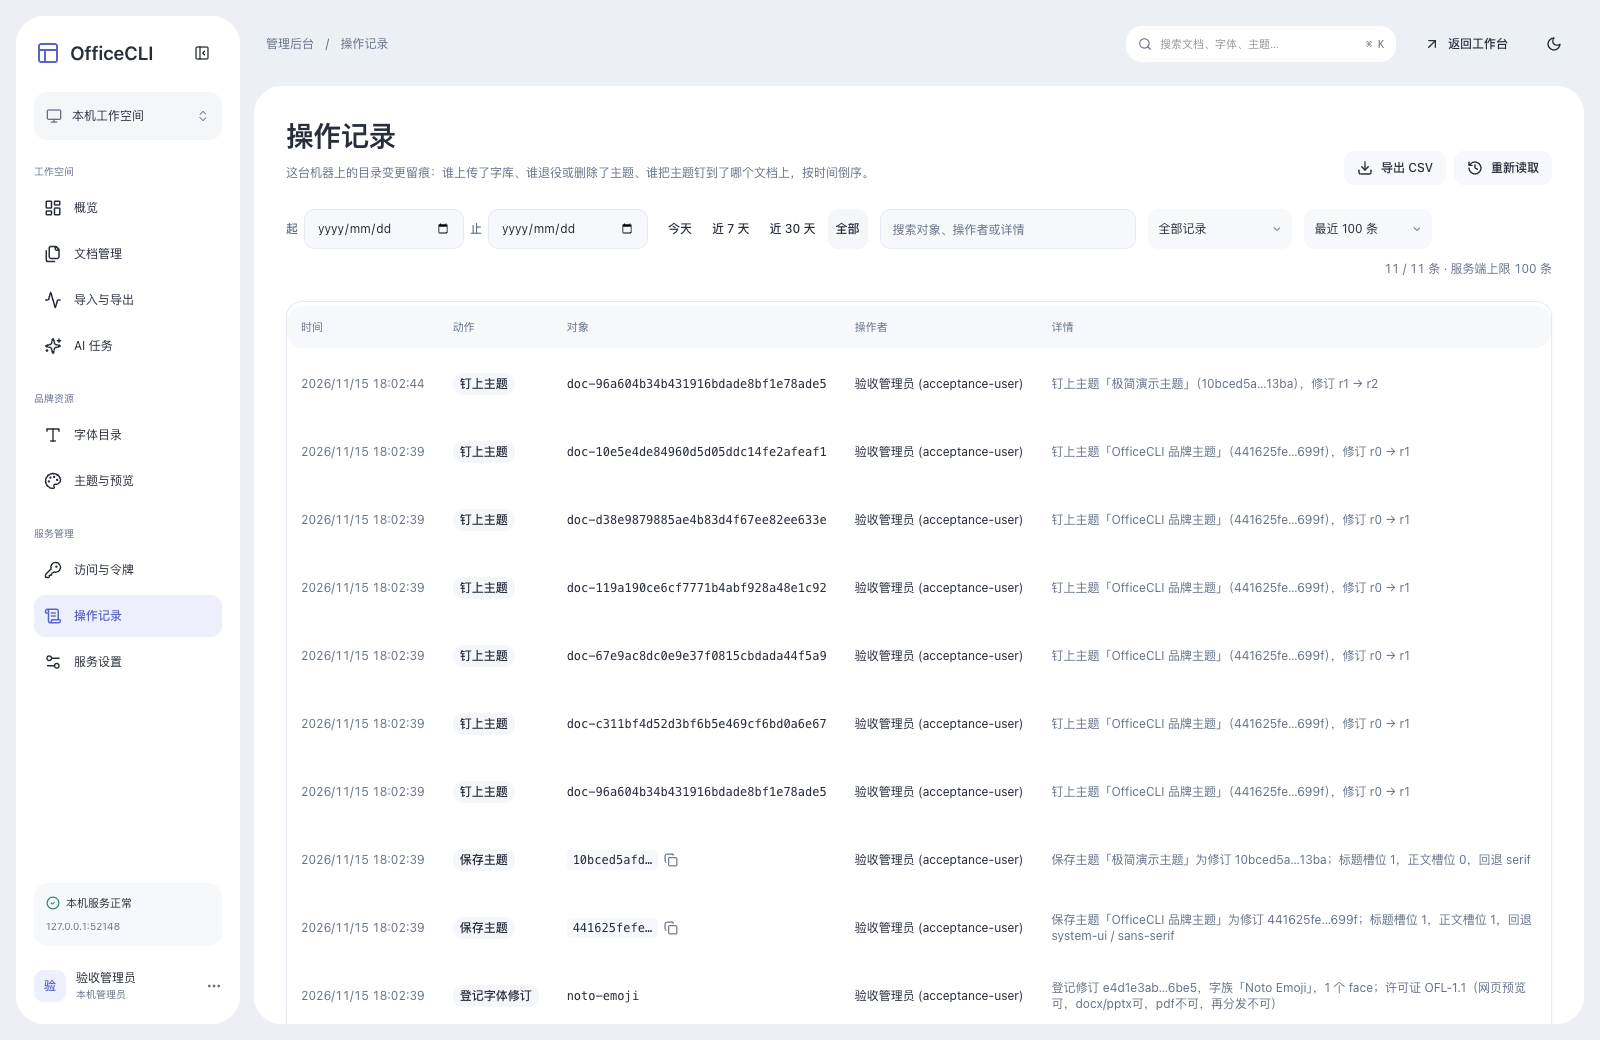 OfficeCLI
本机工作空间
工作空间
概览
文档管理
导入与导出
AI 任务
品牌资源
字体目录
主题与预览
服务管理
访问与令牌
操作记录
服务设置
本机服务正常
127.0.0.1:52148
验
验收管理员
本机管理员
管理后台 / 操作记录
搜索文档、字体、主题... ⌘ K
返回工作台
操作记录
这台机器上的目录变更留痕：谁上传了字库、谁退役或删除了主题、谁把主题钉到了哪个文档上，按时间倒序。
导出 CSV
重新读取
起 yyyy/mm/dd 止 yyyy/mm/dd 今天 近 7 天 近 30 天 全部 搜索对象、操作者或详情 全部记录 最近 100 条
11 / 11 条 · 服务端上限 100 条
时间 动作 对象 操作者 详情
2026/11/15 18:02:44 钉上主题 doc-96a604b34b431916bdade8bf1e78ade5 验收管理员 (acceptance-user) 钉上主题「极简演示主题」（10bced5a…13ba），修订 r1 → r2
2026/11/15 18:02:39 钉上主题 doc-10e5e4de84960d5d05ddc14fe2afeaf1 验收管理员 (acceptance-user) 钉上主题「OfficeCLI 品牌主题」（441625fe…699f），修订 r0 → r1
2026/11/15 18:02:39 钉上主题 doc-d38e9879885ae4b83d4f67ee82ee633e 验收管理员 (acceptance-user) 钉上主题「OfficeCLI 品牌主题」（441625fe…699f），修订 r0 → r1
2026/11/15 18:02:39 钉上主题 doc-119a190ce6cf7771b4abf928a48e1c92 验收管理员 (acceptance-user) 钉上主题「OfficeCLI 品牌主题」（441625fe…699f），修订 r0 → r1
2026/11/15 18:02:39 钉上主题 doc-67e9ac8dc0e9e37f0815cbdada44f5a9 验收管理员 (acceptance-user) 钉上主题「OfficeCLI 品牌主题」（441625fe…699f），修订 r0 → r1
2026/11/15 18:02:39 钉上主题 doc-c311bf4d52d3bf6b5e469cf6bd0a6e67 验收管理员 (acceptance-user) 钉上主题「OfficeCLI 品牌主题」（441625fe…699f），修订 r0 → r1
2026/11/15 18:02:39 钉上主题 doc-96a604b34b431916bdade8bf1e78ade5 验收管理员 (acceptance-user) 钉上主题「OfficeCLI 品牌主题」（441625fe…699f），修订 r0 → r1
2026/11/15 18:02:39 保存主题 10bced5afd… 验收管理员 (acceptance-user) 保存主题「极简演示主题」为修订 10bced5a…13ba；标题槽位 1，正文槽位 0，回退 serif
2026/11/15 18:02:39 保存主题 441625fefe… 验收管理员 (acceptance-user) 保存主题「OfficeCLI 品牌主题」为修订 441625fe…699f；标题槽位 1，正文槽位 1，回退
system-ui / sans-serif
2026/11/15 18:02:39 登记字体修订 noto-emoji 验收管理员 (acceptance-user) 登记修订 e4d1e3ab…6be5，字族「Noto Emoji」，1 个 face；许可证 OFL-1.1（网页预览
可，docx/pptx可，pdf不可，再分发不可）